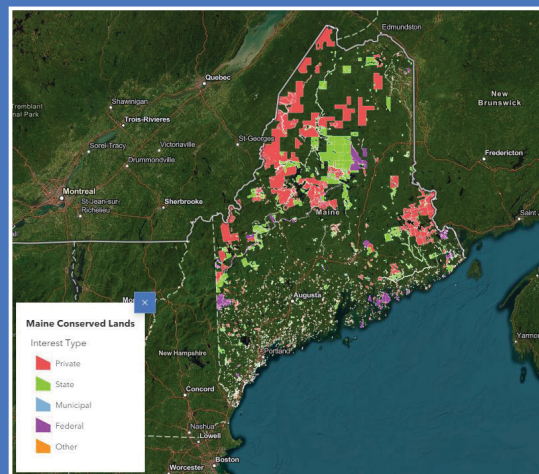 Edmundston
Quebec
Tremblant
nal Park
Shawinigan
Trois-Rivieres
New
Brunswick
St-Georges
Sorel-Tracy
Victoriaville
Drummondville
Fredericton
Montreal
St-Jean-sur-
Richelieu
Sherbrooke
Maine
Saint
Augusta
Maine Conserved Lands
Interest Type
Private
State
Municipal
Federal
Other
×
New Hampshire
Portland
Yarmou
Concord
Nashua
Lowell
Boston
Worcester